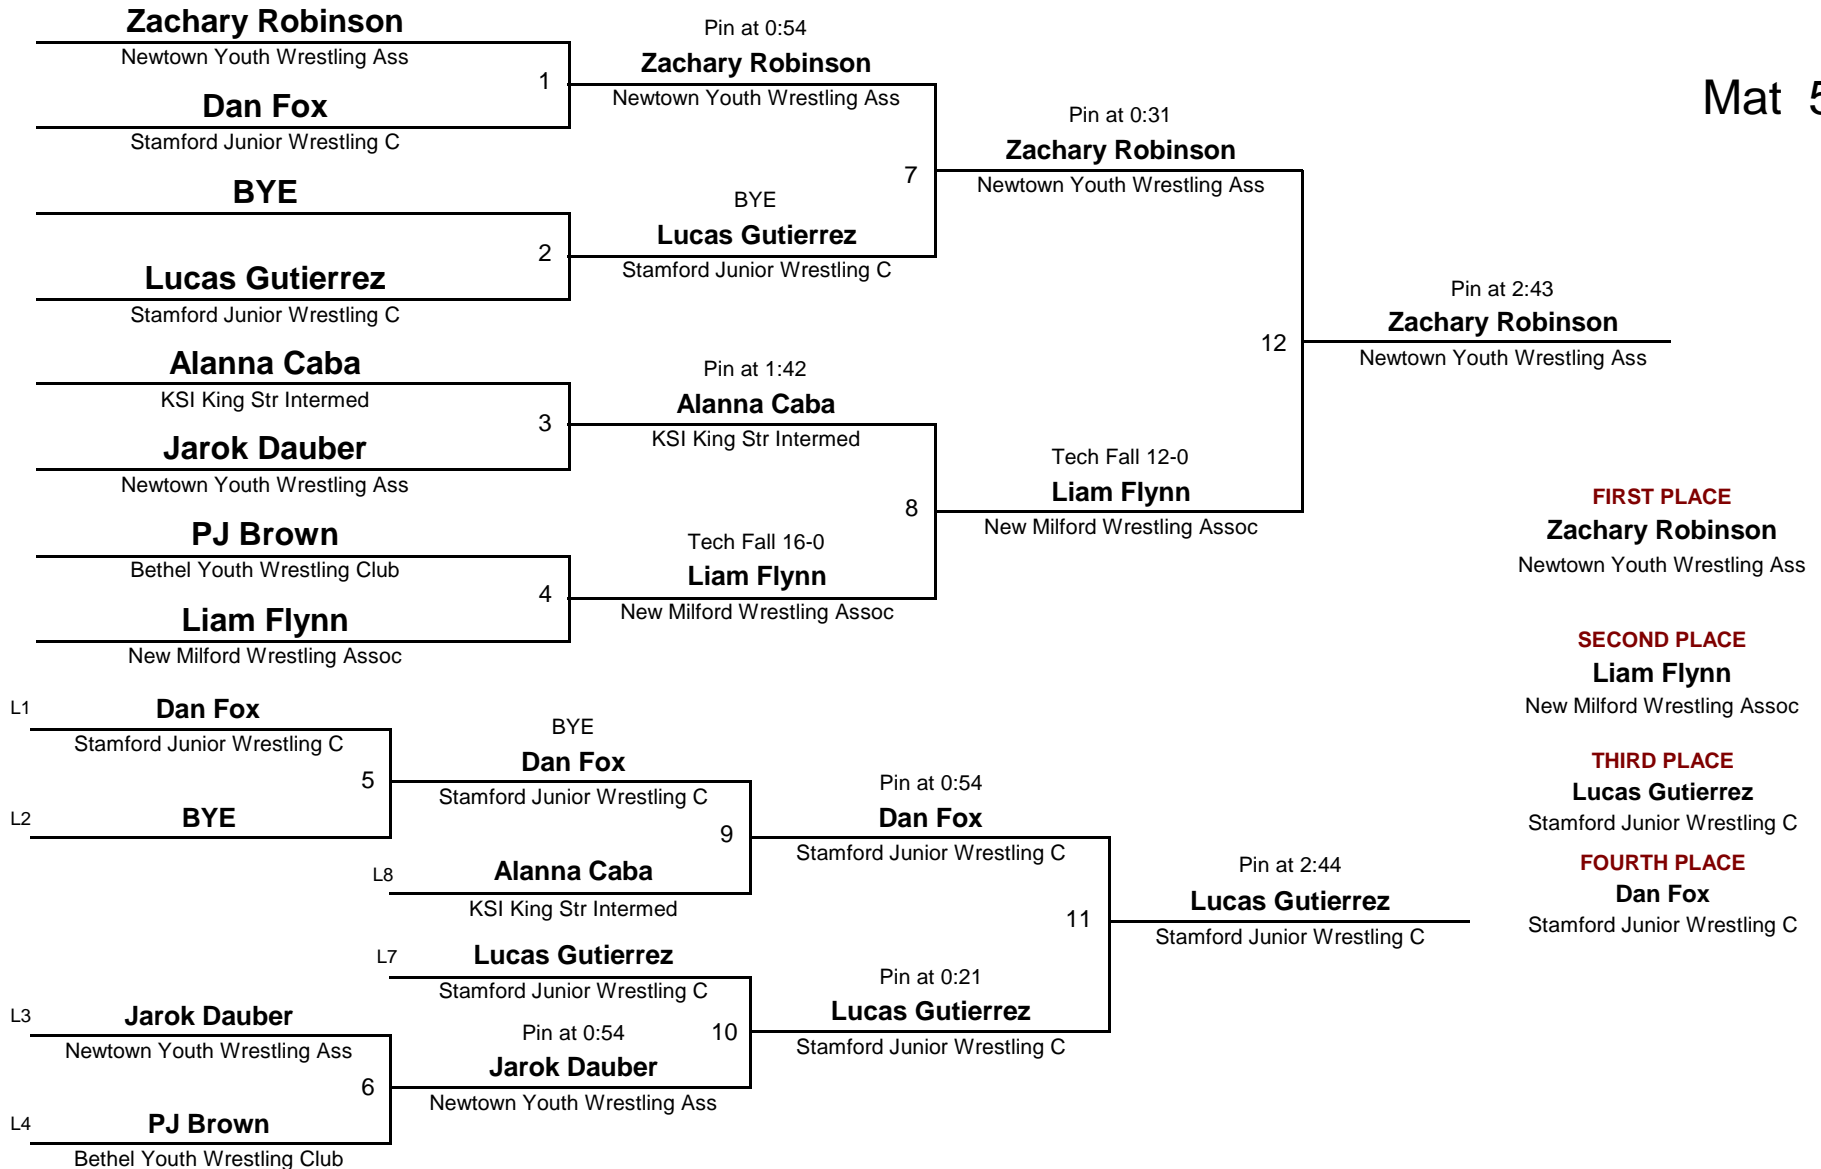 Zachary Robinson
Newtown Youth Wrestling Ass
1
Dan Fox
Stamford Junior Wrestling C
BYE
2
Lucas Gutierrez
Stamford Junior Wrestling C
Alanna Caba
KSI King Str Intermed
3
Jarok Dauber
Newtown Youth Wrestling Ass
PJ Brown
Bethel Youth Wrestling Club
4
Liam Flynn
New Milford Wrestling Assoc
Pin at 0:54
Zachary Robinson
Newtown Youth Wrestling Ass
7
BYE
Lucas Gutierrez
Stamford Junior Wrestling C
Pin at 1:42
Alanna Caba
KSI King Str Intermed
8
Tech Fall 16-0
Liam Flynn
New Milford Wrestling Assoc
Pin at 0:31
Zachary Robinson
Newtown Youth Wrestling Ass
12
Tech Fall 12-0
Liam Flynn
New Milford Wrestling Assoc
Pin at 2:43
Zachary Robinson
Newtown Youth Wrestling Ass
Mat 5
FIRST PLACE
Zachary Robinson
Newtown Youth Wrestling Ass
SECOND PLACE
Liam Flynn
New Milford Wrestling Assoc
THIRD PLACE
Lucas Gutierrez
Stamford Junior Wrestling C
FOURTH PLACE
Dan Fox
Stamford Junior Wrestling C
L1
Dan Fox
Stamford Junior Wrestling C
5
L2
BYE
BYE
Dan Fox
Stamford Junior Wrestling C
9
L8
Alanna Caba
KSI King Str Intermed
L7
Lucas Gutierrez
Stamford Junior Wrestling C
10
L3
Jarok Dauber
Newtown Youth Wrestling Ass
6
L4
PJ Brown
Bethel Youth Wrestling Club
Pin at 0:54
Jarok Dauber
Newtown Youth Wrestling Ass
Pin at 0:54
Dan Fox
Stamford Junior Wrestling C
11
Pin at 0:21
Lucas Gutierrez
Stamford Junior Wrestling C
Pin at 2:44
Lucas Gutierrez
Stamford Junior Wrestling C